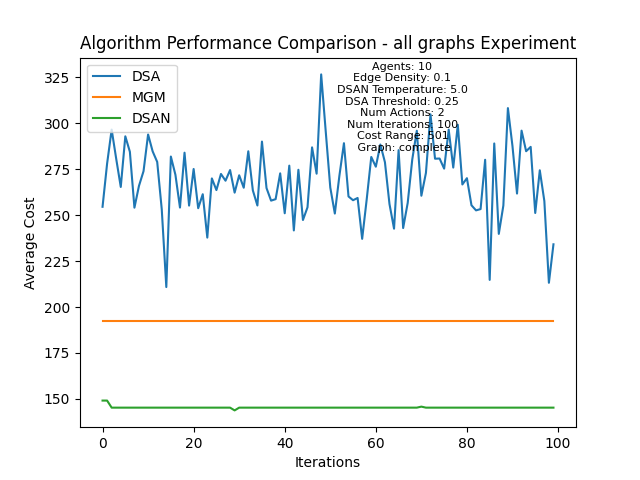 Algorithm Performance Comparison - all graphs Experiment
DSA
MGM
DSAN
Agents: 10
Edge Density: 0.1
DSAN Temperature: 5.0
DSA Threshold: 0.25
Num Actions: 2
Num Iterations: 100
Cost Range: 501
Graph: complete
Average Cost
325
300
275
250
225
200
175
150
0
20
40
60
80
100
Iterations